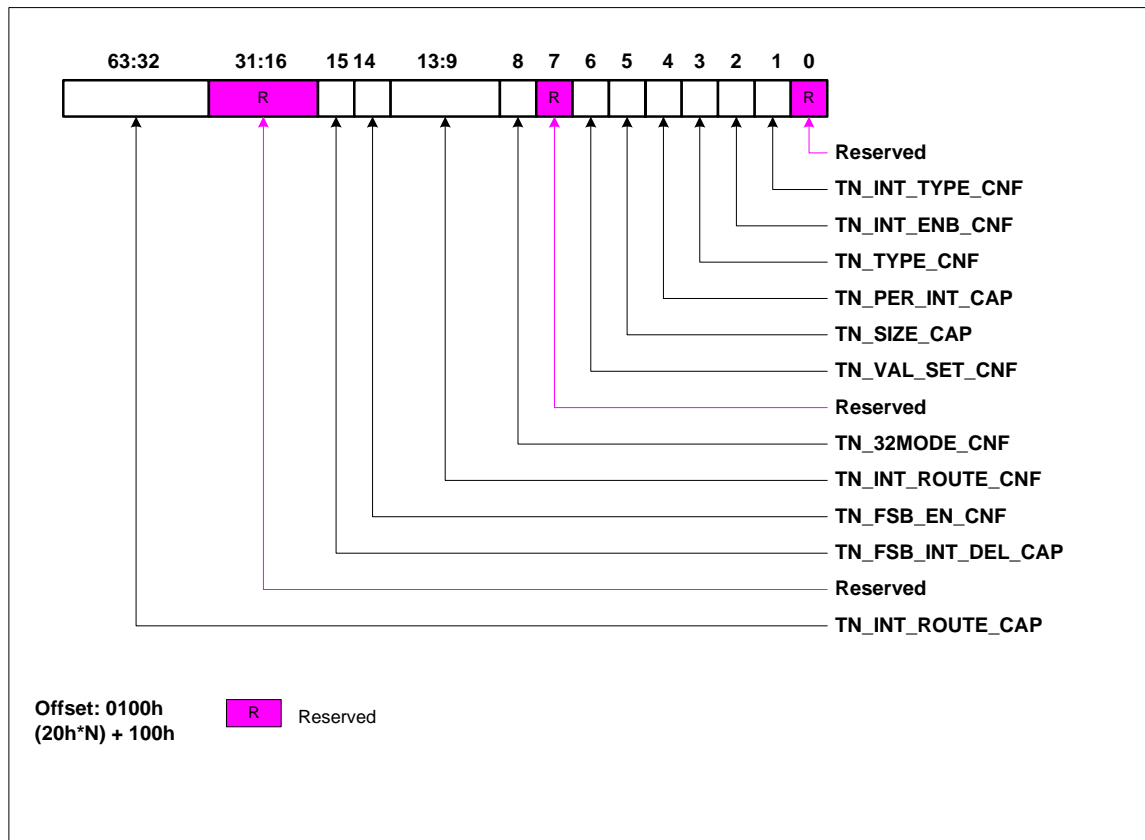 63:32 31:16 15 14 13:9 8 7 6 5 4 3 2 1 0
R R R
Reserved
TN_INT_TYPE_CNF
TN_INT_ENB_CNF
TN_TYPE_CNF
TN_PER_INT_CAP
TN_SIZE_CAP
TN_VAL_SET_CNF
Reserved
TN_32MODE_CNF
TN_INT_ROUTE_CNF
TN_FSB_EN_CNF
TN_FSB_INT_DEL_CAP
Reserved
TN_INT_ROUTE_CAP
Offset: 0100h
(20h*N) + 100h
R Reserved